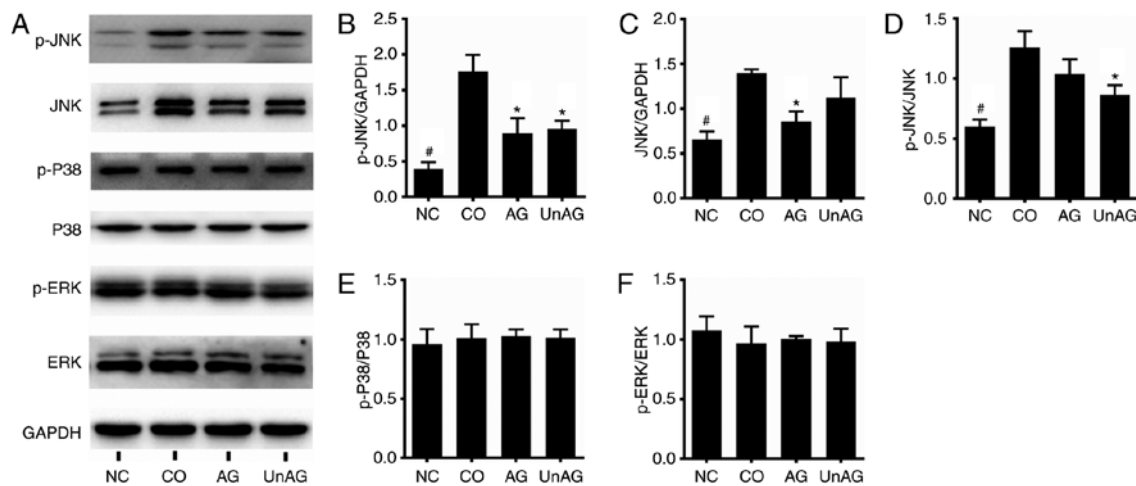 A
p-JNK
JNK
p-P38
P38
p-ERK
ERK
GAPDH
NC CO AG UnAG
B
p-JNK/GAPDH
2.5
2.0
1.5
1.0
0.5
0.0
#
*
*
NC CO AG UnAG
C
JNK/GAPDH
2.0
1.5
1.0
0.5
0.0
#
*
NC CO AG UnAG
D
p-JNK/JNK
1.5
1.0
0.5
0.0
#
*
NC CO AG UnAG
E
p-P38/P38
1.5
1.0
0.5
0.0
NC CO AG UnAG
F
p-ERK/ERK
1.5
1.0
0.5
0.0
NC CO AG UnAG